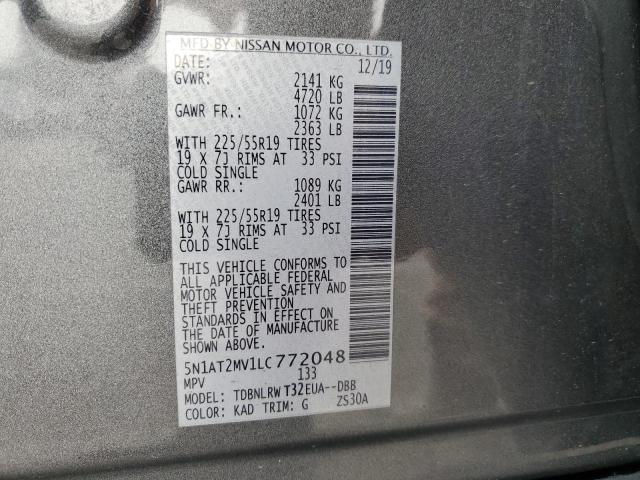 MFD BY NISSAN MOTOR CO., LTD.
DATE: 12/19
GVWR: 2141 KG
4720 LB
GAWR FR.: 1072 KG
2363 LB
WITH 225/55R19 TIRES
19 X 7J RIMS AT 33 PSI
COLD SINGLE
GAWR RR.: 1089 KG
2401 LB
WITH 225/55R19 TIRES
19 X 7J RIMS AT 33 PSI
COLD SINGLE
THIS VEHICLE CONFORMS TO
ALL APPLICABLE FEDERAL
MOTOR VEHICLE SAFETY AND
THEFT PREVENTION
STANDARDS IN EFFECT ON
THE DATE OF MANUFACTURE
SHOWN ABOVE.
5N1AT2MV1LC772048
MPV 133
MODEL: TDBNLRWT32EUA--DBB
COLOR: KAD TRIM: G ZS30A